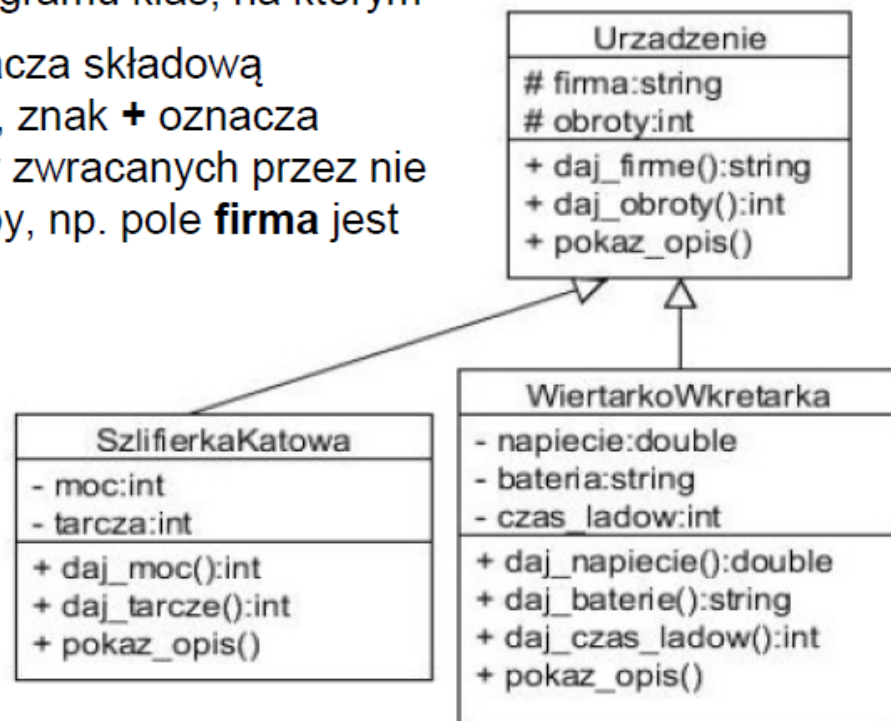 na którym
składową
, znak + oznacza
zwracanych przez nie
np. pole firma jest
Urzadzenie
# firma:string
# obroty:int
+ daj_firme():string
+ daj_obroty():int
+ pokaz_opis()
SzlifierkaKatowa
- moc:int
- tarcza:int
+ daj_moc():int
+ daj_tarcze():int
+ pokaz_opis()
WiertarkoWkretarka
- napiecie:double
- bateria:string
- czas_ladow:int
+ daj_napiecie():double
+ daj_baterie():string
+ daj_czas_ladow():int
+ pokaz_opis()